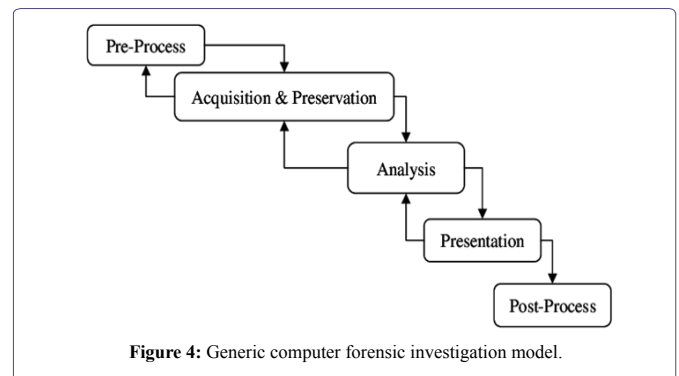 Pre-Process
Acquisition & Preservation
Analysis
Presentation
Post-Process
Figure 4: Generic computer forensic investigation model.